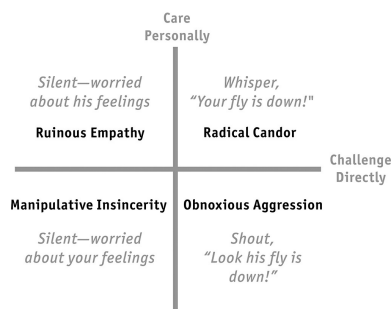 Care
Personally
Silent—worried
about his feelings
Ruinous Empathy
Whisper,
“Your fly is down!"
Radical Candor
Challenge
Directly
Manipulative Insincerity
Silent—worried
about your feelings
Obnoxious Aggression
Shout,
“Look his fly is
down!”